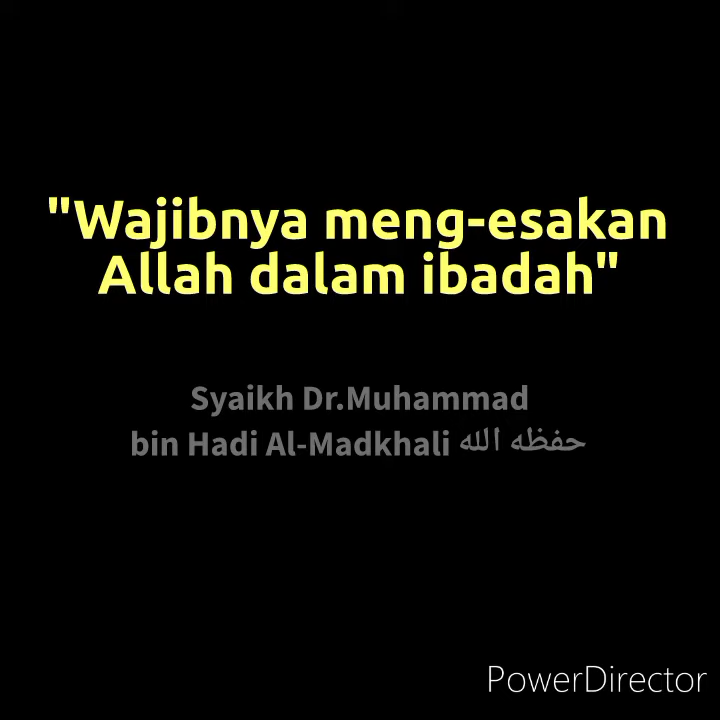 "Wajibnya meng-esakan
Allah dalam ibadah"
Syaikh Dr.Muhammad
bin Hadi Al-Madkhali حفظه الله
PowerDirector